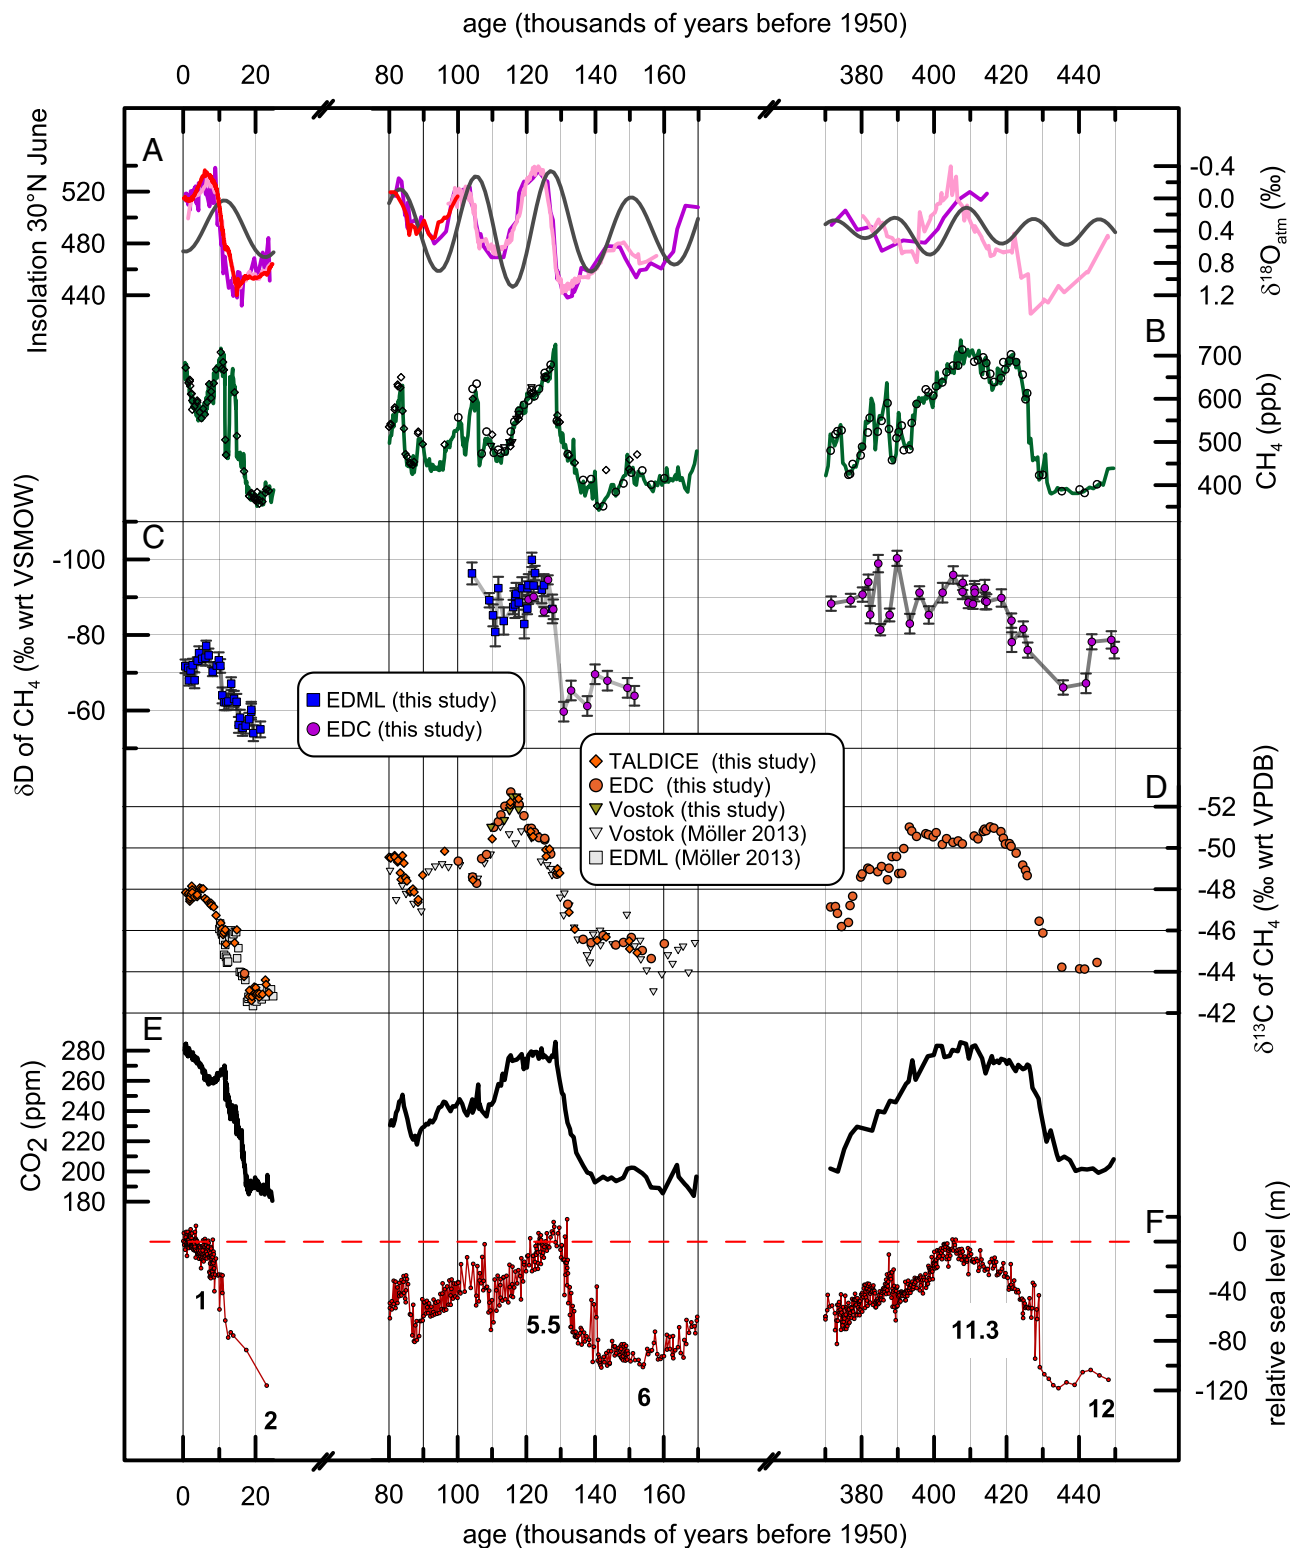 age (thousands of years before 1950)
0 20 80 100 120 140 160 380 400 420 440
A
Insolation 30°N June
520
480
440
-0.4
0.0
0.4
0.8
1.2
δ18Oatm (‰)
B
700
600
500
400
CH4 (ppb)
C
δD of CH4 (‰ wrt VSMOW)
-100
-80
-60
EDML (this study)
EDC (this study)
TALDICE (this study)
EDC (this study)
Vostok (this study)
Vostok (Möller 2013)
EDML (Möller 2013)
D
-52
-50
-48
-46
-44
-42
δ13C of CH4 (‰ wrt VPDB)
E
CO2 (ppm)
280
260
240
220
200
180
F
0
-40
-80
-120
relative sea level (m)
1
2
5.5
6
11.3
12
0 20 80 100 120 140 160 380 400 420 440
age (thousands of years before 1950)